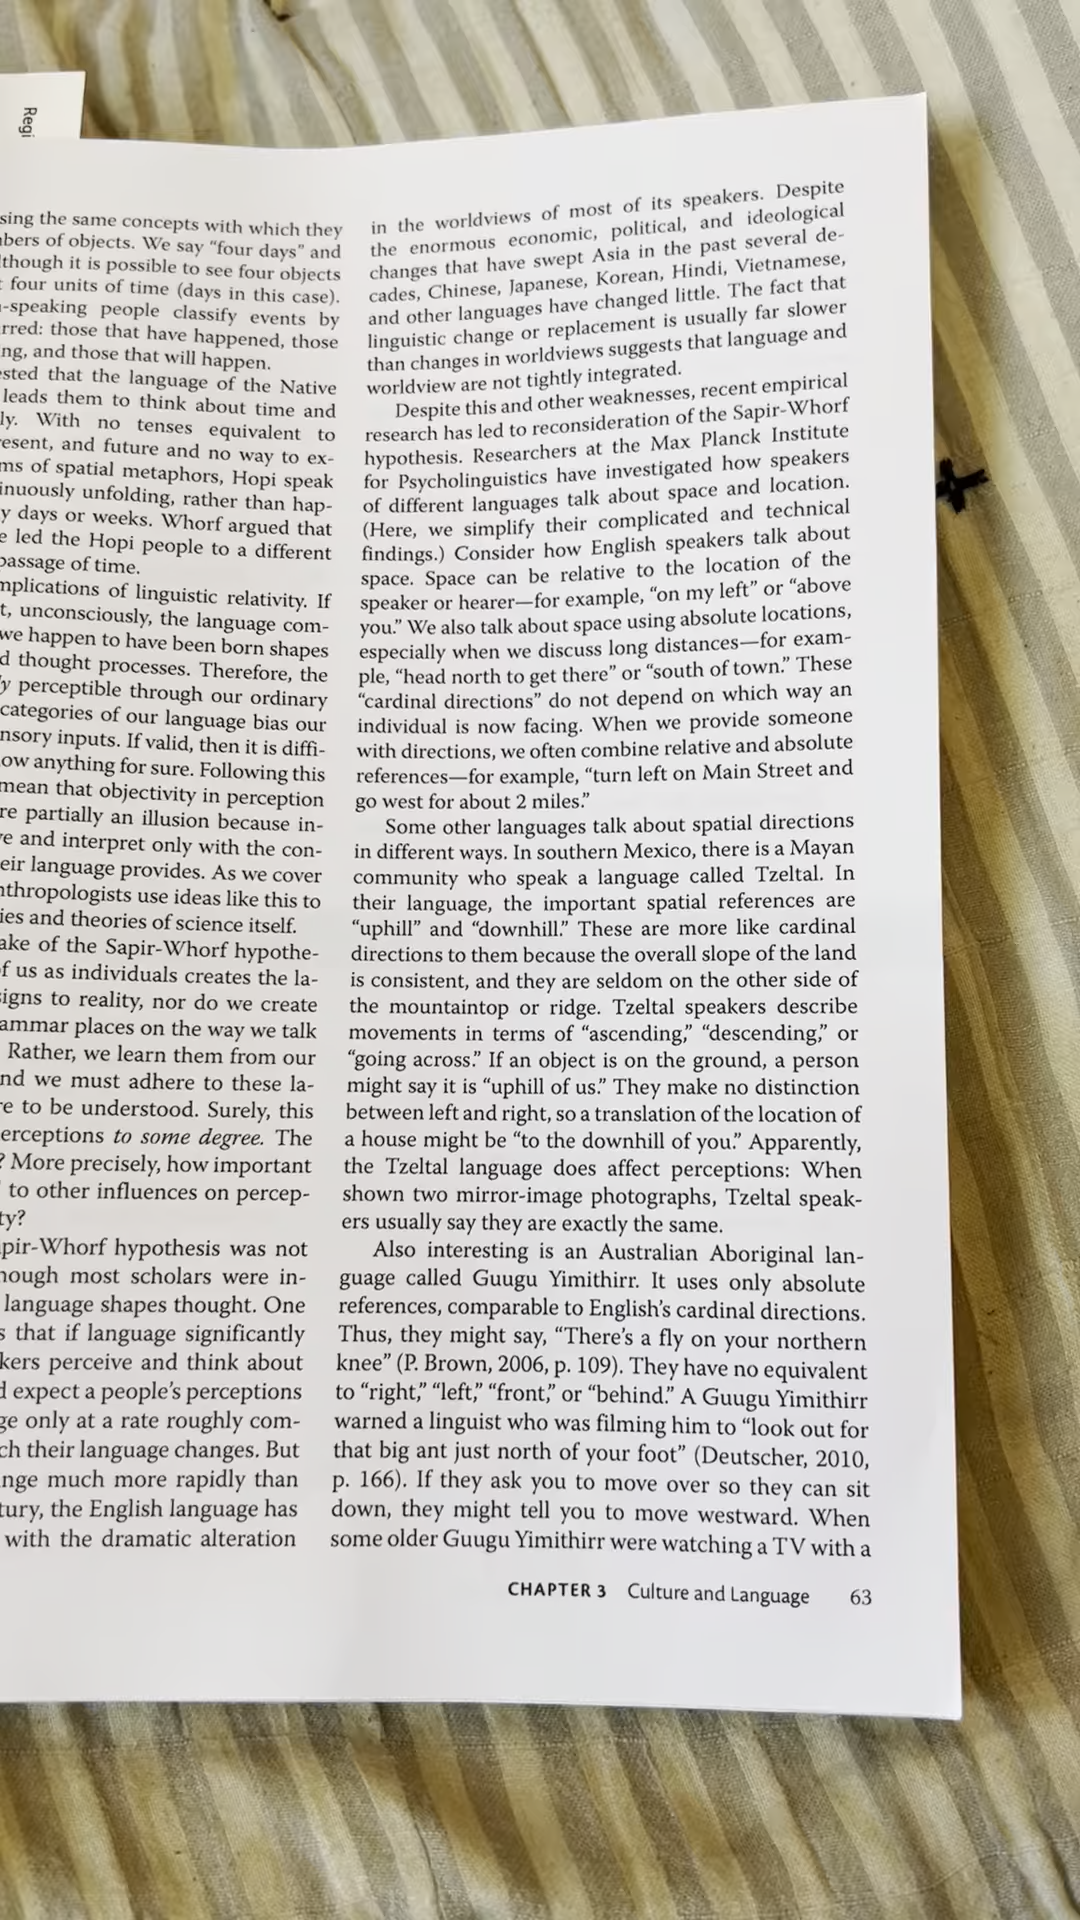 Regi
sing the same concepts with which they
bers of objects. We say “four days” and
though it is possible to see four objects
four units of time (days in this case).
-speaking people classify events by
rred: those that have happened, those
ng, and those that will happen.
ested that the language of the Native
leads them to think about time and
ly. With no tenses equivalent to
resent, and future and no way to ex-
ms of spatial metaphors, Hopi speak
inuously unfolding, rather than hap-
y days or weeks. Whorf argued that
e led the Hopi people to a different
passage of time.
mplications of linguistic relativity. If
t, unconsciously, the language com-
we happen to have been born shapes
d thought processes. Therefore, the
y perceptible through our ordinary
categories of our language bias our
nsory inputs. If valid, then it is diffi-
ow anything for sure. Following this
mean that objectivity in perception
re partially an illusion because in-
ve and interpret only with the con-
eir language provides. As we cover
nthropologists use ideas like this to
ies and theories of science itself.
ake of the Sapir-Whorf hypothe-
f us as individuals creates the la-
signs to reality, nor do we create
ammar places on the way we talk
Rather, we learn them from our
nd we must adhere to these la-
re to be understood. Surely, this
erceptions to some degree. The
? More precisely, how important
to other influences on percep-
ty?
apir-Whorf hypothesis was not
hough most scholars were in-
language shapes thought. One
s that if language significantly
kers perceive and think about
d expect a people’s perceptions
ge only at a rate roughly com-
ch their language changes. But
nge much more rapidly than
tury, the English language has
with the dramatic alteration
in the worldviews of most of its speakers. Despite
the enormous economic, political, and ideological
changes that have swept Asia in the past several de-
cades, Chinese, Japanese, Korean, Hindi, Vietnamese,
and other languages have changed little. The fact that
linguistic change or replacement is usually far slower
than changes in worldviews suggests that language and
worldview are not tightly integrated.
Despite this and other weaknesses, recent empirical
research has led to reconsideration of the Sapir-Whorf
hypothesis. Researchers at the Max Planck Institute
for Psycholinguistics have investigated how speakers
of different languages talk about space and location.
(Here, we simplify their complicated and technical
findings.) Consider how English speakers talk about
space. Space can be relative to the location of the
speaker or hearer—for example, “on my left” or “above
you.” We also talk about space using absolute locations,
especially when we discuss long distances—for exam-
ple, “head north to get there” or “south of town.” These
“cardinal directions” do not depend on which way an
individual is now facing. When we provide someone
with directions, we often combine relative and absolute
references—for example, “turn left on Main Street and
go west for about 2 miles.”
Some other languages talk about spatial directions
in different ways. In southern Mexico, there is a Mayan
community who speak a language called Tzeltal. In
their language, the important spatial references are
“uphill” and “downhill.” These are more like cardinal
directions to them because the overall slope of the land
is consistent, and they are seldom on the other side of
the mountaintop or ridge. Tzeltal speakers describe
movements in terms of “ascending,” “descending,” or
“going across.” If an object is on the ground, a person
might say it is “uphill of us.” They make no distinction
between left and right, so a translation of the location of
a house might be “to the downhill of you.” Apparently,
the Tzeltal language does affect perceptions: When
shown two mirror-image photographs, Tzeltal speak-
ers usually say they are exactly the same.
Also interesting is an Australian Aboriginal lan-
guage called Guugu Yimithirr. It uses only absolute
references, comparable to English’s cardinal directions.
Thus, they might say, “There’s a fly on your northern
knee” (P. Brown, 2006, p. 109). They have no equivalent
to “right,” “left,” “front,” or “behind.” A Guugu Yimithirr
warned a linguist who was filming him to “look out for
that big ant just north of your foot” (Deutscher, 2010,
p. 166). If they ask you to move over so they can sit
down, they might tell you to move westward. When
some older Guugu Yimithirr were watching a TV with a
CHAPTER 3 Culture and Language 63